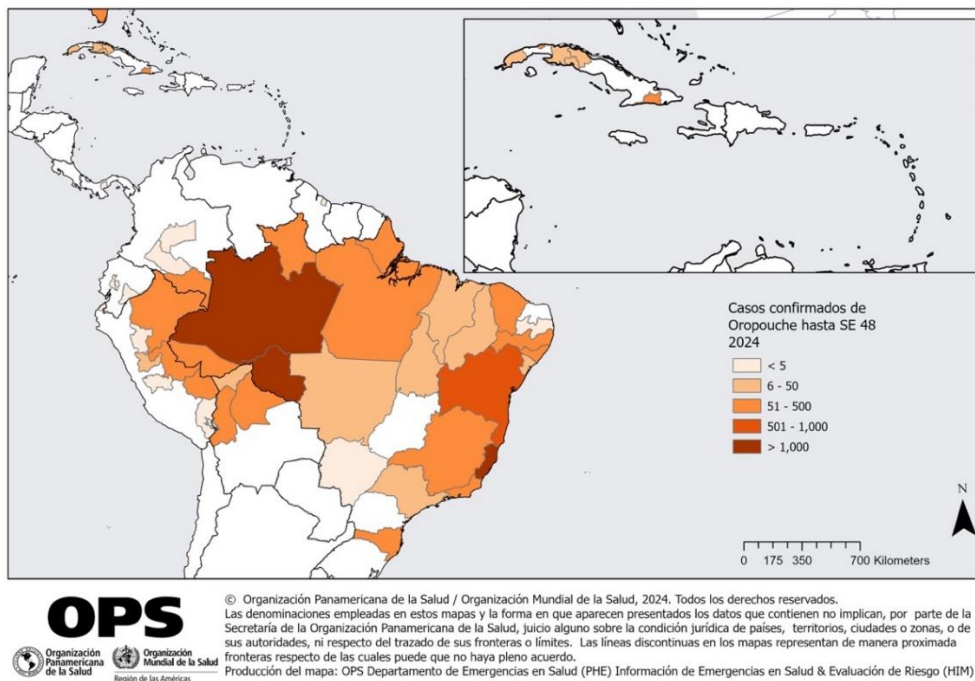 Casos confirmados de
Oropouche hasta SE 48
2024
< 5
6 - 50
51 - 500
501 - 1,000
> 1,000
N
0 175 350 700 Kilometers
OPS
Organización
Panamericana
de la Salud
Organización
Mundial de la Salud
Región de las Américas
© Organización Panamericana de la Salud / Organización Mundial de la Salud, 2024. Todos los derechos reservados.
Las denominaciones empleadas en estos mapas y la forma en que aparecen presentados los datos que contienen no implican, por parte de la
Secretaría de la Organización Panamericana de la Salud, juicio alguno sobre la condición jurídica de países, territorios, ciudades o zonas, o de
sus autoridades, ni respecto del trazado de sus fronteras o límites. Las líneas discontinuas en los mapas representan de manera aproximada
fronteras respecto de las cuales puede que no haya pleno acuerdo.
Producción del mapa: OPS Departamento de Emergencias en Salud (PHE) Información de Emergencias en Salud & Evaluación de Riesgo (HIM)